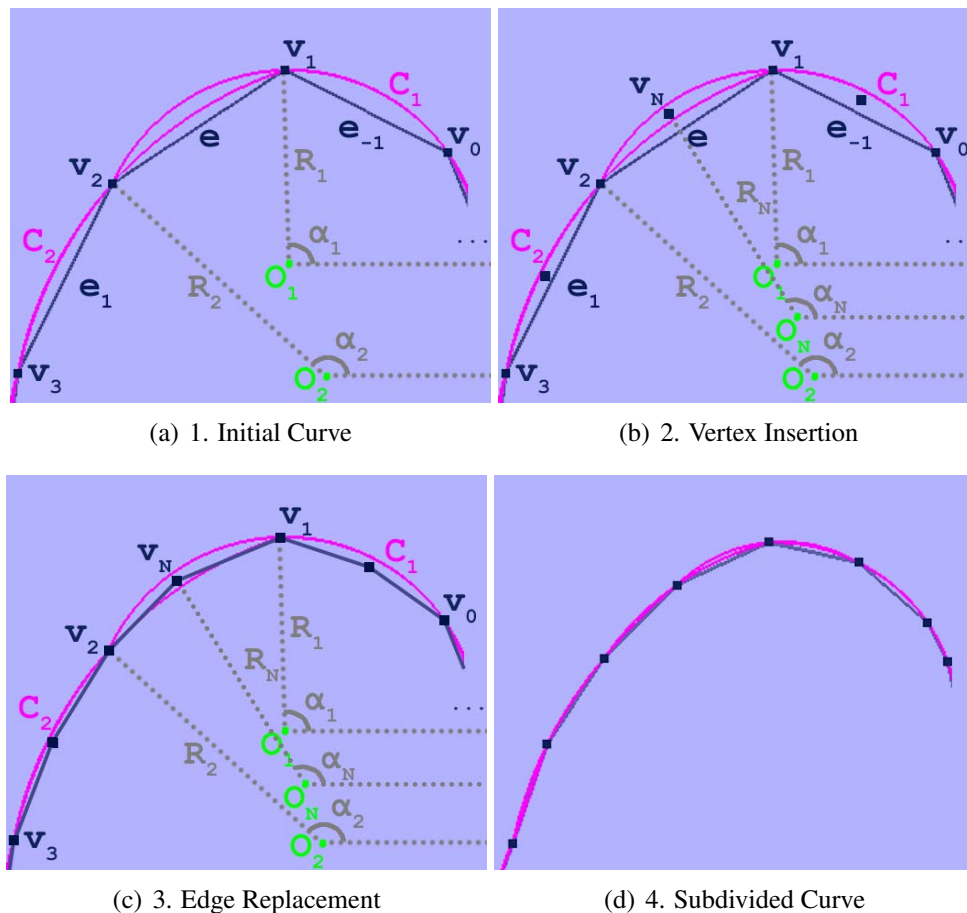 v1
C1
e
e-1
v2
v0
R1
C2
α1
...
O1
e1
R2
α2
v3
O2
(a) 1. Initial Curve
v1
vN
C1
e
e-1
v2
v0
R1
RN
C2
α1
...
O1
e1
R2
αN
ON
α2
v3
O2
(b) 2. Vertex Insertion
v1
vN
C1
v0
v2
R1
RN
C2
α1
...
O1
R2
αN
ON
α2
v3
O2
(c) 3. Edge Replacement
(d) 4. Subdivided Curve